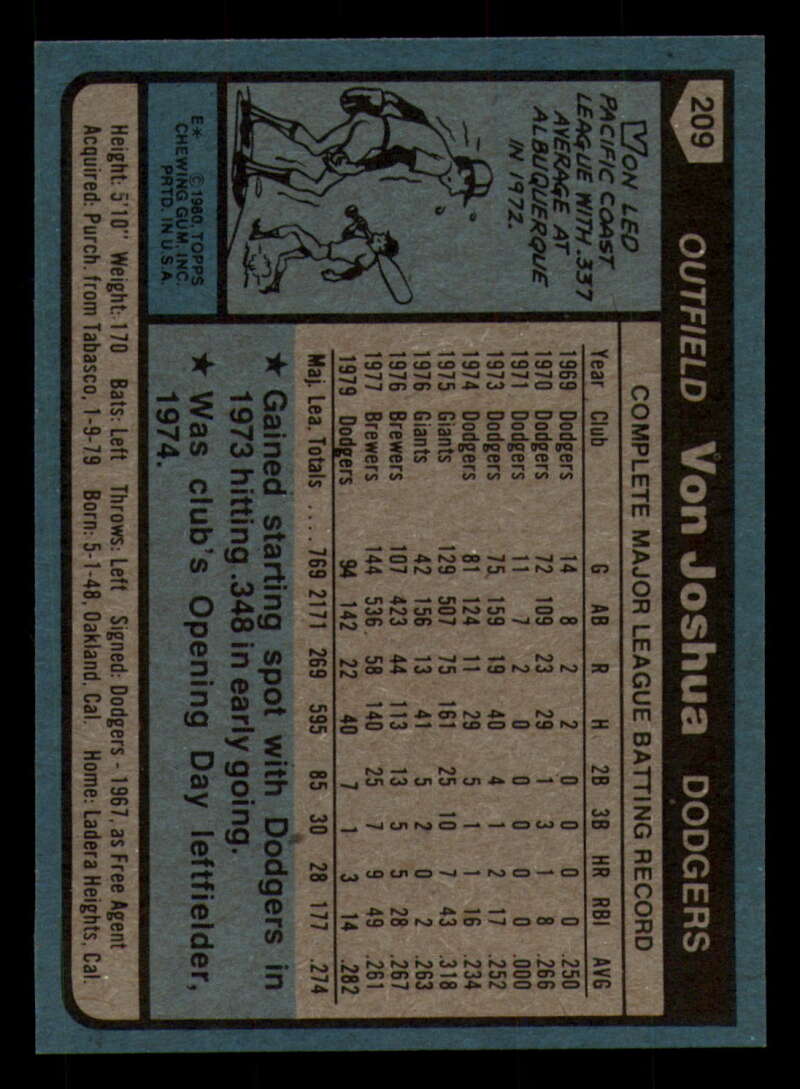 209 OUTFIELD Von Joshua DODGERS
VON LED
PACIFIC COAST
LEAGUE WITH .337
AVERAGE AT
ALBUQUERQUE
IN 1972.
E✶ ©1980, TOPPS
CHEWING GUM, INC.
PRTD. IN U.S.A.
COMPLETE MAJOR LEAGUE BATTING RECORD
Year Club G AB R H 2B 3B HR RBI AVG
1969 Dodgers 14 8 2 2 0 0 0 0 .250
1970 Dodgers 72 109 23 29 1 3 1 8 .266
1971 Dodgers 11 7 2 0 0 0 0 0 .000
1973 Dodgers 75 159 19 40 4 1 2 17 .252
1974 Dodgers 81 124 11 29 5 1 1 16 .234
1975 Giants 129 507 75 161 25 10 7 43 .318
1976 Giants 42 156 13 41 5 2 0 2 .263
1976 Brewers 107 423 44 113 13 5 5 28 .267
1977 Brewers 144 536 58 140 25 7 9 49 .261
1979 Dodgers 94 142 22 40 7 1 3 14 .282
Maj. Lea. Totals .... 769 2171 269 595 85 30 28 177 .274
★ Gained starting spot with Dodgers in
1973 hitting .348 in early going.
★ Was club's Opening Day leftfielder,
1974.
Height: 5'10" Weight: 170 Bats: Left Throws: Left Signed: Dodgers - 1967, as Free Agent
Acquired: Purch. from Tabasco, 1-9-79 Born: 5-1-48, Oakland, Cal. Home: Ladera Heights, Cal.